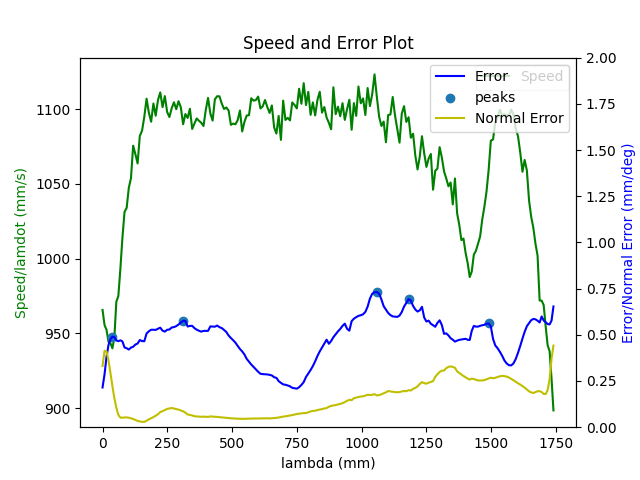 Speed and Error Plot
Speed
Error
peaks
Normal Error
1100
1050
1000
950
900
Speed/lamdot (mm/s)
2.00
1.75
1.50
1.25
1.00
0.75
0.50
0.25
0.00
Error/Normal Error (mm/deg)
0 250 500 750 1000 1250 1500 1750
lambda (mm)